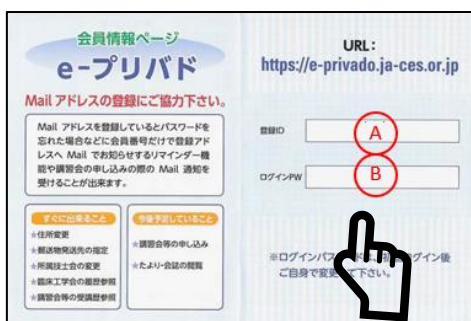 会員情報ページ
e-プリバド
Mail アドレスの登録にご協力下さい。
Mail アドレスを登録しているとパスワードを
忘れた場合などに会員番号だけで登録アド
レスへ Mail でお知らせするリマインダー機
能や講習会の申し込みの際の Mail 通知を
受けることが出来ます。
すぐに出来ること
★住所変更
★郵送物発送先の指定
★所属技士会の変更
★臨床工学会の履歴参照
★講習会等の受講歴参照
今後予定していること
★講習会等の申し込み
★たより・会誌の閲覧
URL:
https://e-privado.ja-ces.or.jp
登録ID
A
ログインPW
B
※ログインパス グイン後
ご自身で変 て下さい。